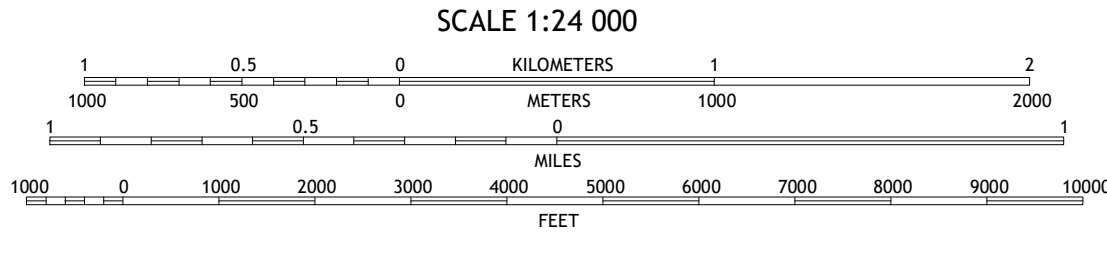 SCALE 1:24 000
1 0.5 0 KILOMETERS 1 2
1000 500 0 METERS 1000 2000
1 0.5 0 1
MILES
1000 0 1000 2000 3000 4000 5000 6000 7000 8000 9000 10000
FEET